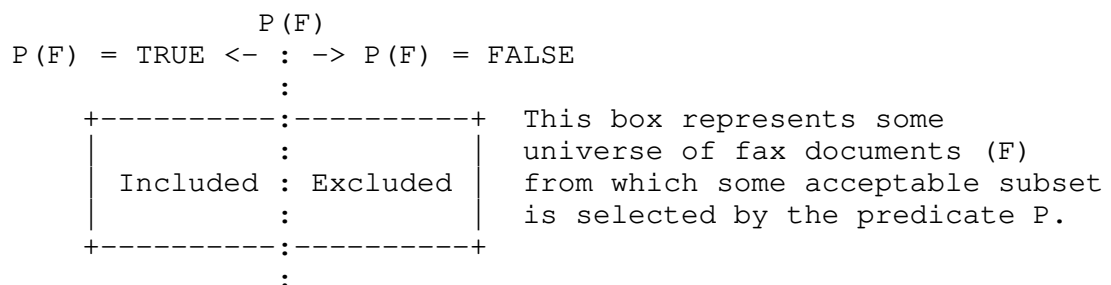 P(F)
P(F) = TRUE <- : -> P(F) = FALSE
:
+----------:----------+ This box represents some
| : | universe of fax documents (F)
| Included : Excluded | from which some acceptable subset
| : | is selected by the predicate P.
+----------:----------+
: